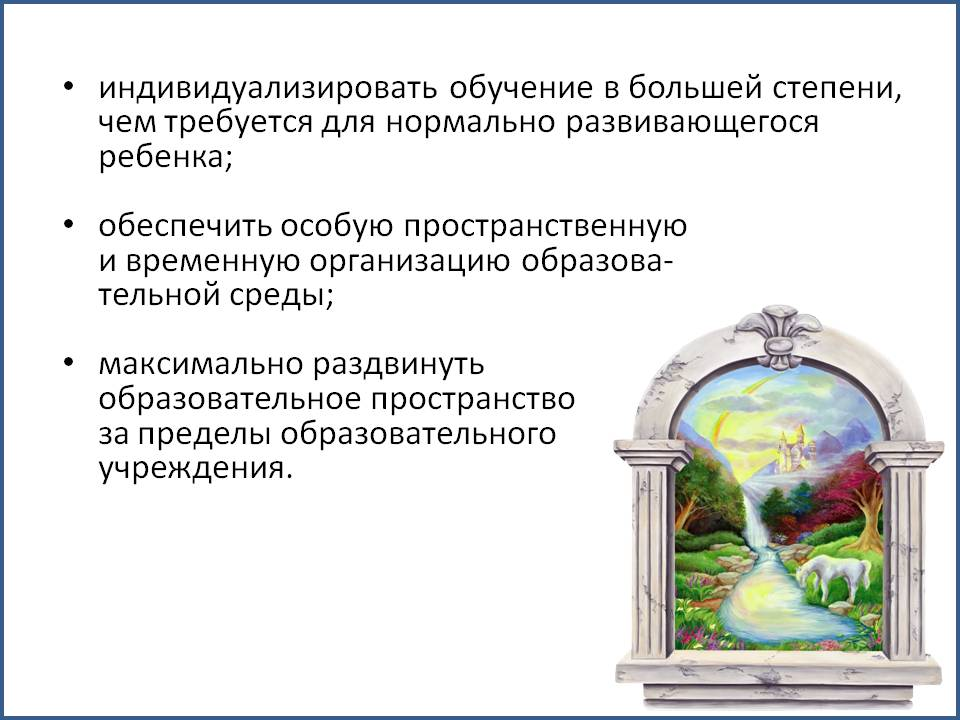 • индивидуализировать обучение в большей степени,
чем требуется для нормально развивающегося
ребенка;
• обеспечить особую пространственную
и временную организацию образова-
тельной среды;
• максимально раздвинуть
образовательное пространство
за пределы образовательного
учреждения.